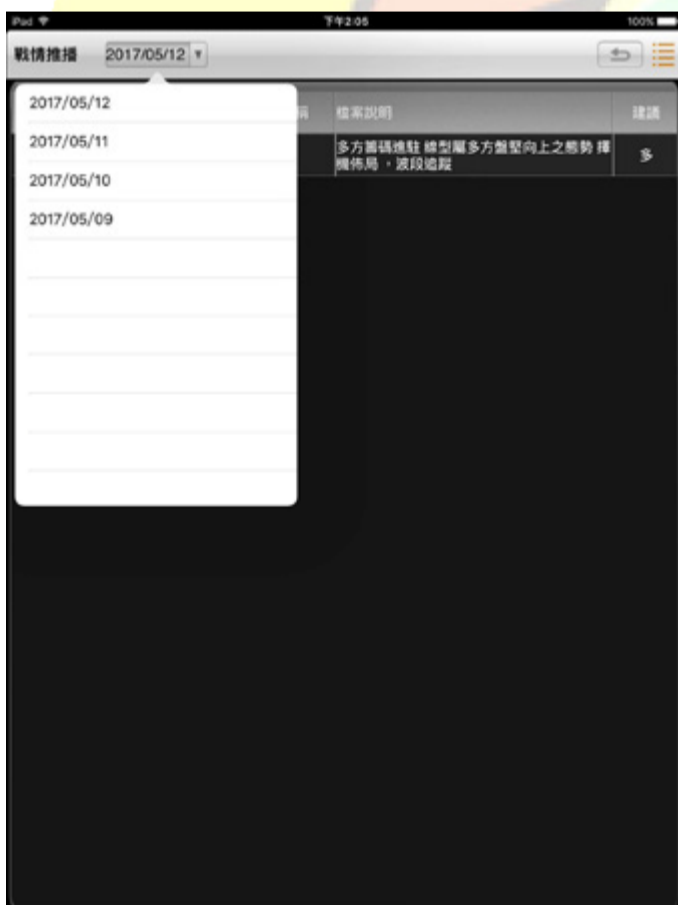 iPad 下午2:05 100%
戰情推播 2017/05/12
2017/05/12
2017/05/11
2017/05/10
2017/05/09
稱 檔案說明 建議
多方籌碼進駐 線型屬多方盤堅向上之態勢 擇
機佈局 ,波段追蹤
多